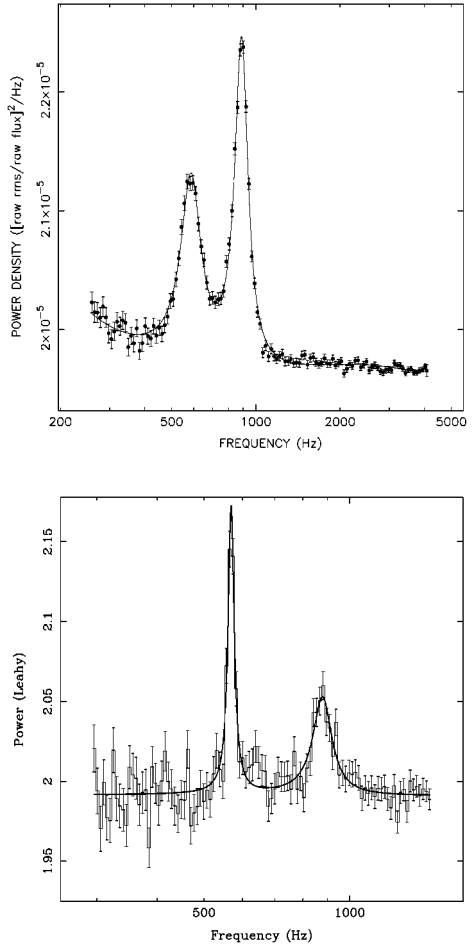 POWER DENSITY ([raw rms/raw flux]²/Hz)
2.2×10⁻⁵
2.1×10⁻⁵
2×10⁻⁵
200 500 1000 2000 5000
FREQUENCY (Hz)
Power (Leahy)
2.15
2.1
2.05
2
1.95
500 1000
Frequency (Hz)